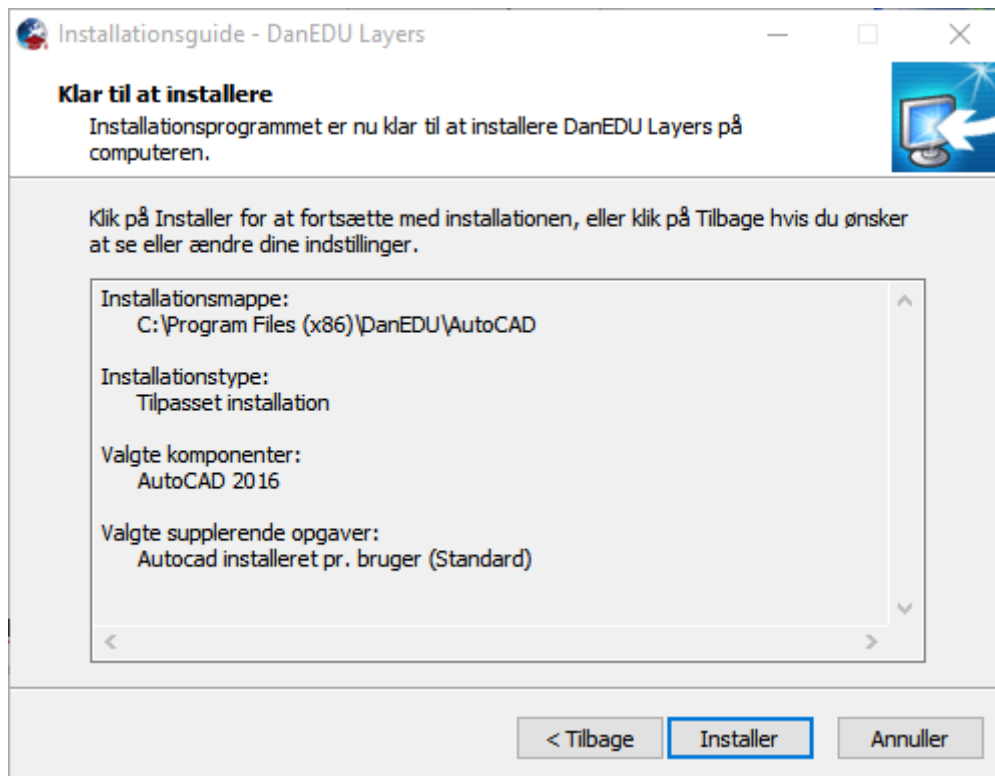 Installationsguide - DanEDU Layers
Klar til at installere
Installationsprogrammet er nu klar til at installere DanEDU Layers på
computeren.
Klik på Installer for at fortsætte med installationen, eller klik på Tilbage hvis du ønsker
at se eller ændre dine indstillinger.
Installationsmappe:
C:\Program Files (x86)\DanEDU\AutoCAD
Installationstype:
Tilpasset installation
Valgte komponenter:
AutoCAD 2016
Valgte supplerende opgaver:
Autocad installeret pr. bruger (Standard)
< Tilbage
Installer
Annuller